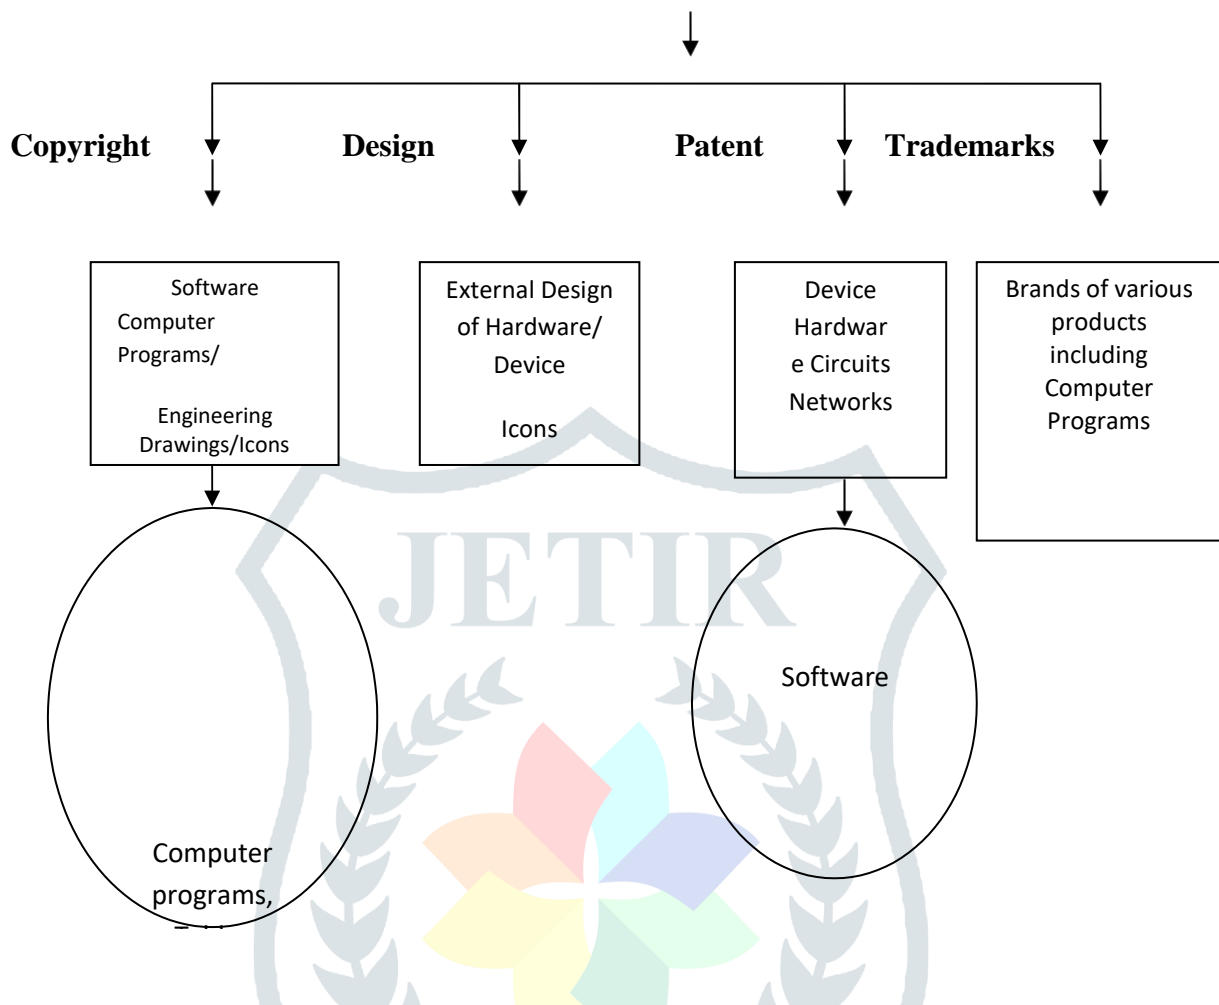 Copyright
Design
Patent
Trademarks
Software
Computer
Programs/
Engineering
Drawings/Icons
External Design
of Hardware/
Device
Icons
Device
Hardwar
e Circuits
Networks
Brands of various
products
including
Computer
Programs
JETIR
Software
Computer
programs,